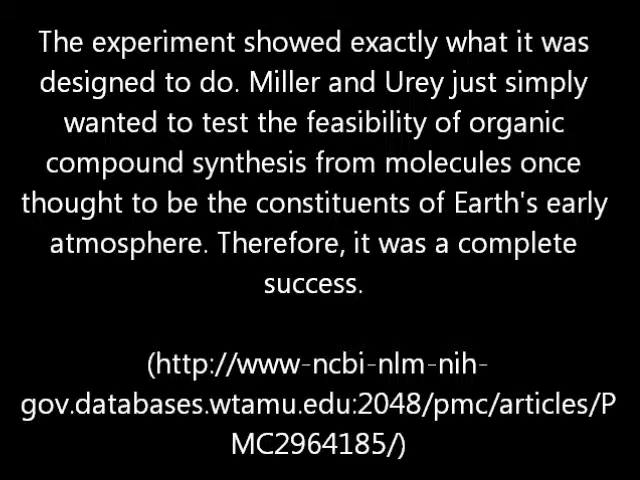 The experiment showed exactly what it was
designed to do. Miller and Urey just simply
wanted to test the feasibility of organic
compound synthesis from molecules once
thought to be the constituents of Earth's early
atmosphere. Therefore, it was a complete
success.
(http://www-ncbi-nlm-nih-
gov.databases.wtamu.edu:2048/pmc/articles/P
MC2964185/)